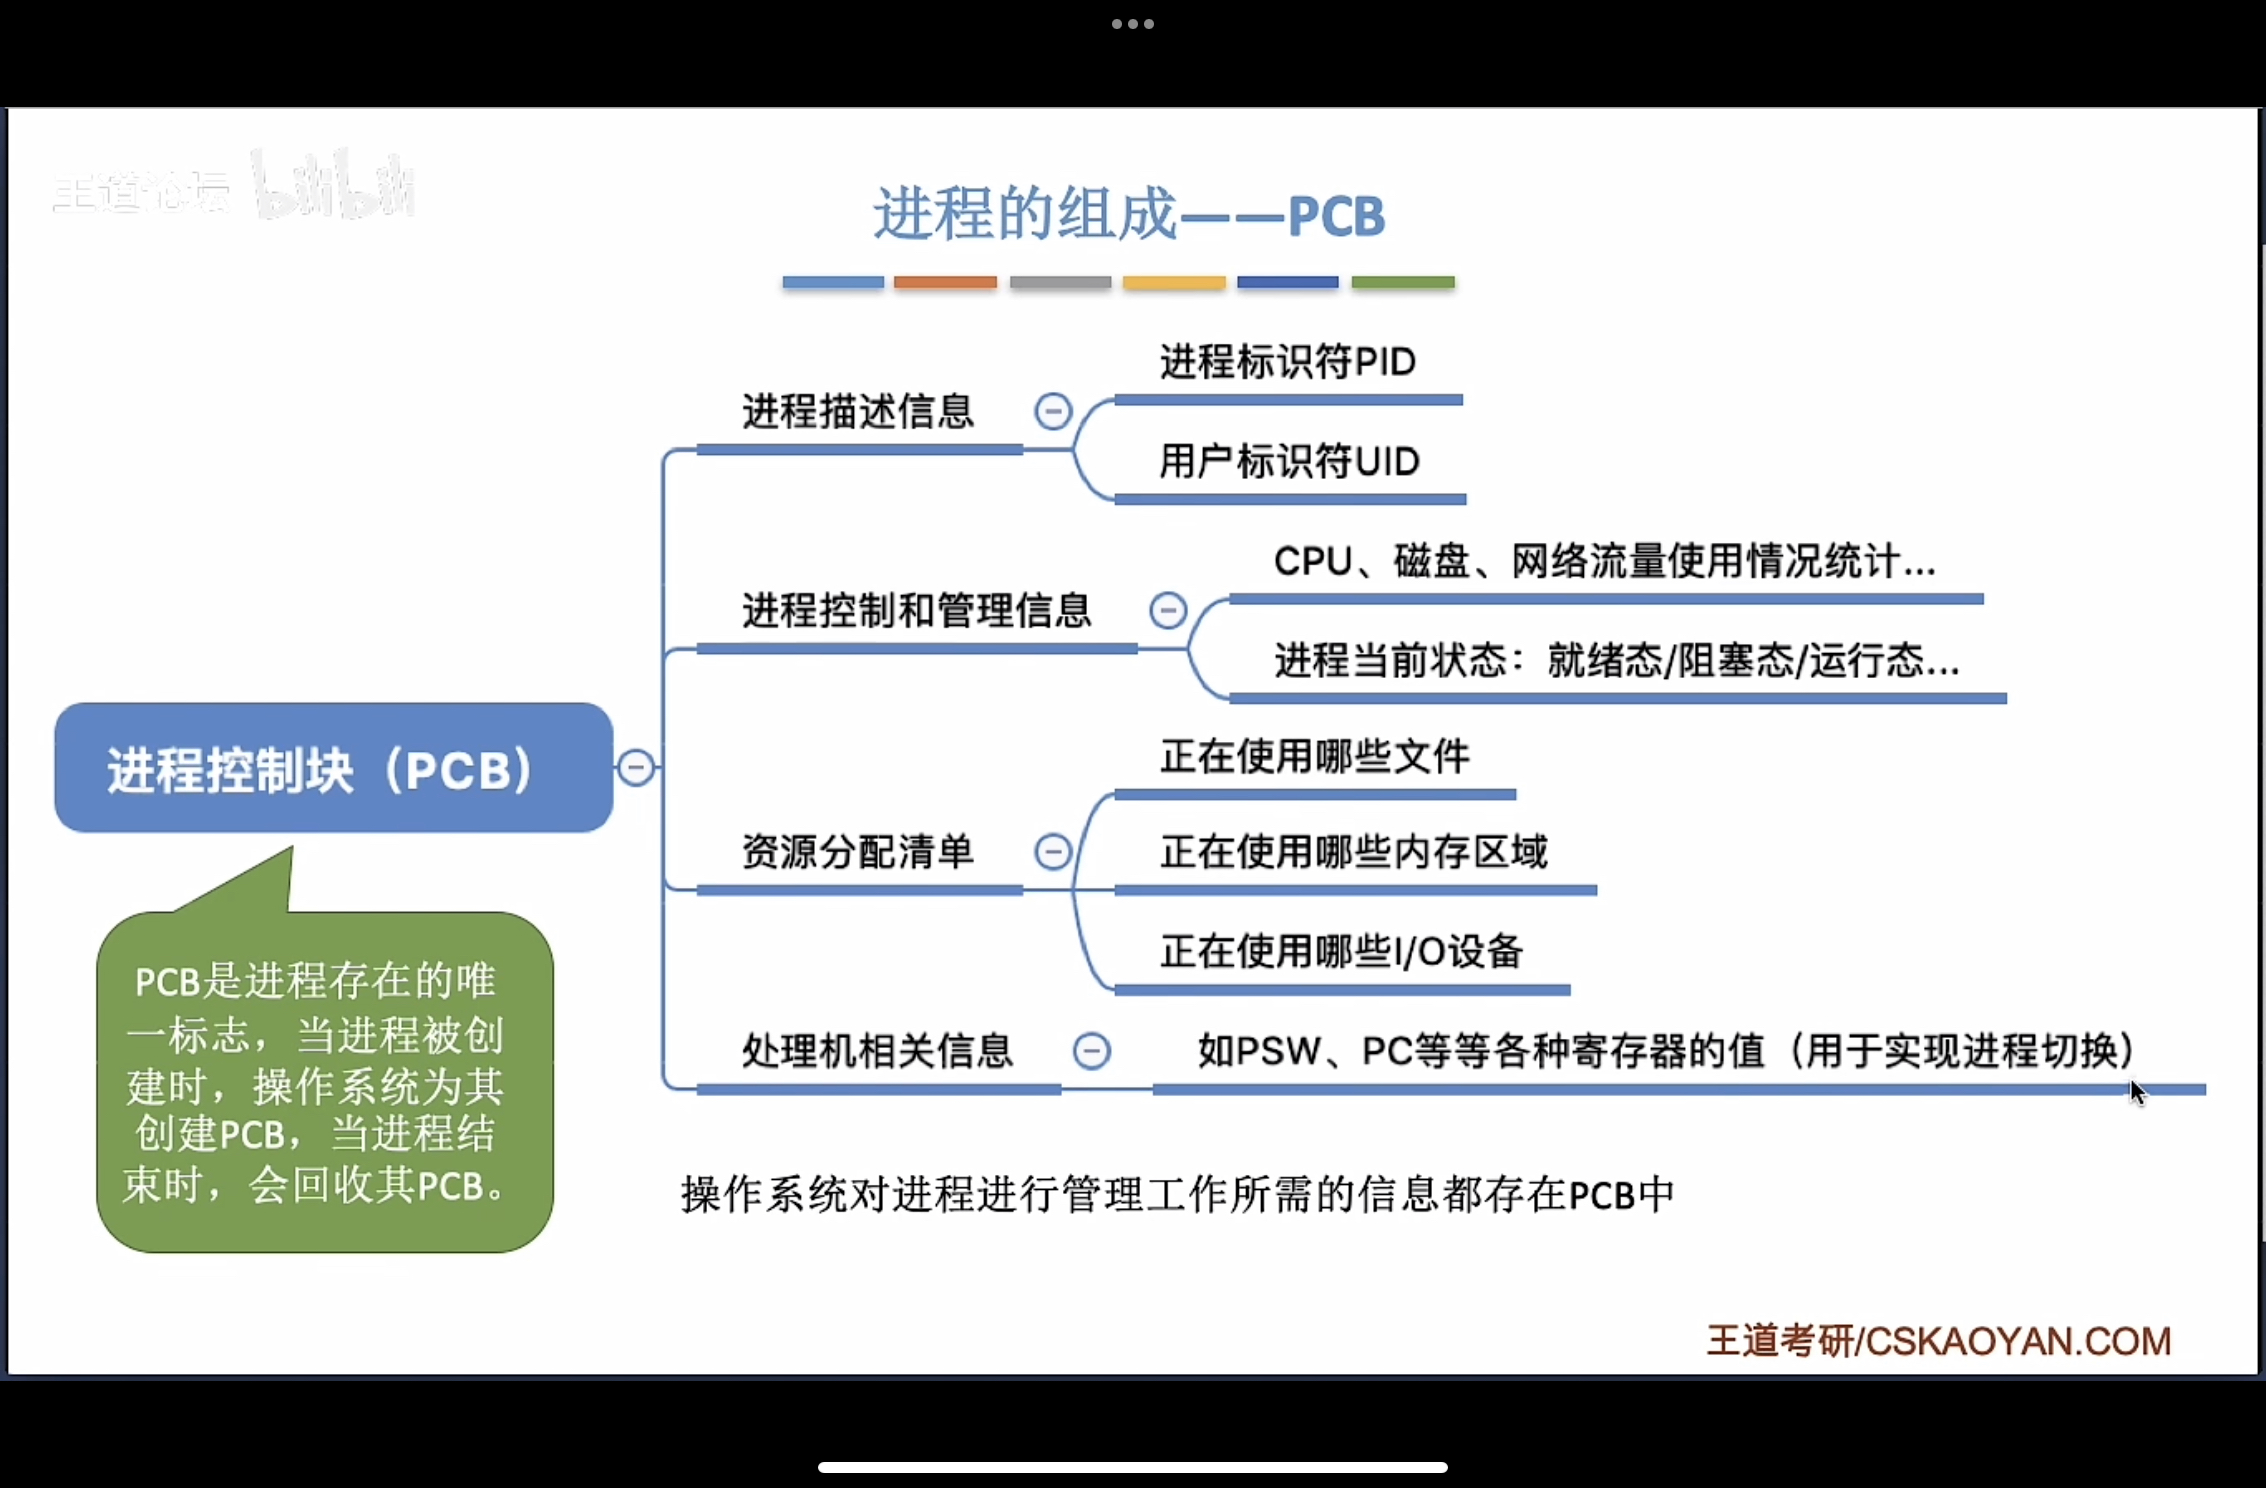 王道论坛 bilibili
进程的组成——PCB
进程标识符PID
进程描述信息
用户标识符UID
CPU、磁盘、网络流量使用情况统计...
进程控制和管理信息
进程当前状态：就绪态/阻塞态/运行态...
进程控制块（PCB）
正在使用哪些文件
资源分配清单
正在使用哪些内存区域
正在使用哪些I/O设备
处理机相关信息
如PSW、PC等等各种寄存器的值（用于实现进程切换）
PCB是进程存在的唯
一标志，当进程被创
建时，操作系统为其
创建PCB，当进程结
束时，会回收其PCB。
操作系统对进程进行管理工作所需的信息都存在PCB中
王道考研/CSKAOYAN.COM